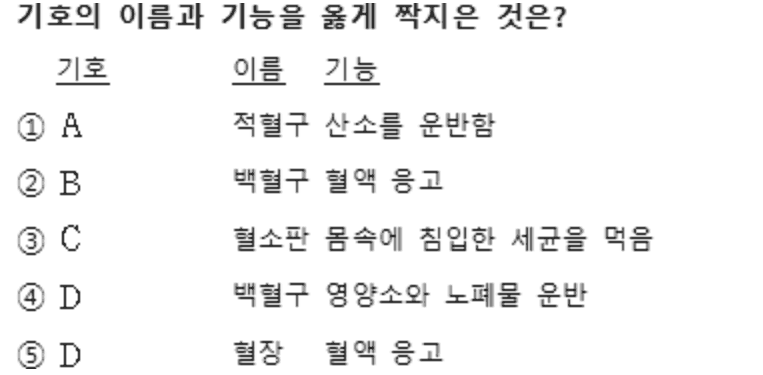 기호의 이름과 기능을 옳게 짝지은 것은?
기호 이름 기능
① A 적혈구 산소를 운반함
② B 백혈구 혈액 응고
③ C 혈소판 몸속에 침입한 세균을 먹음
④ D 백혈구 영양소와 노폐물 운반
⑤ D 혈장 혈액 응고